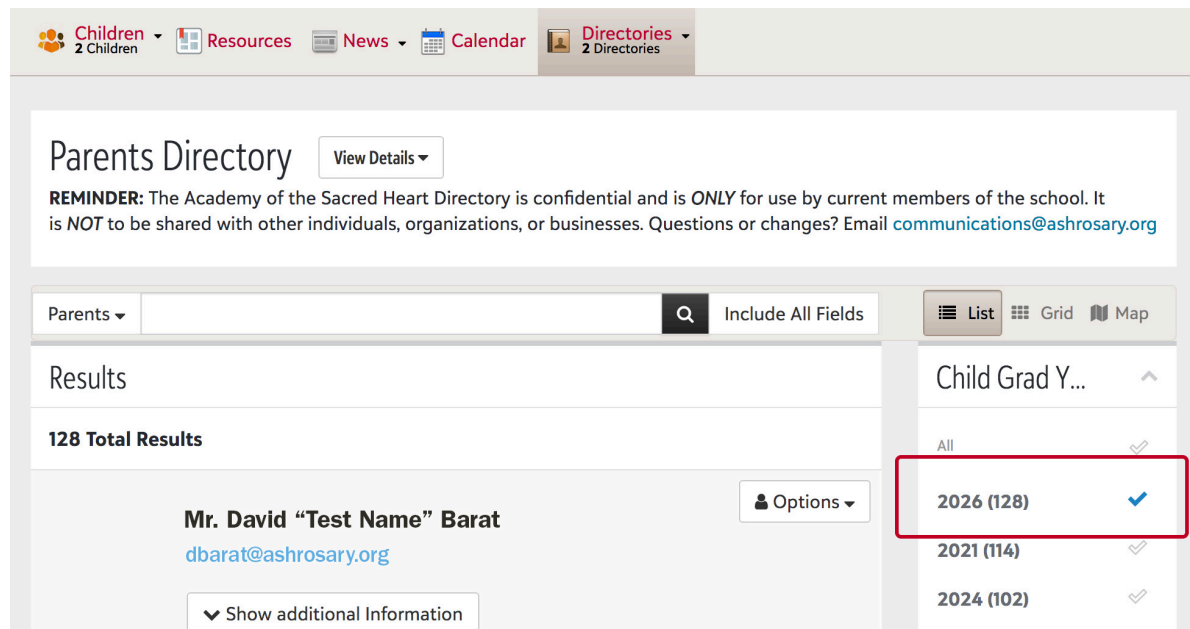 Children
2 Children
Resources
News
Calendar
Directories
2 Directories
Parents Directory
View Details
REMINDER: The Academy of the Sacred Heart Directory is confidential and is ONLY for use by current members of the school. It
is NOT to be shared with other individuals, organizations, or businesses. Questions or changes? Email communications@ashrosary.org
Parents
Include All Fields
List
Grid
Map
Results
128 Total Results
Mr. David “Test Name” Barat
dbarat@ashrosary.org
Options
Show additional Information
Child Grad Y...
All
2026 (128)
2021 (114)
2024 (102)